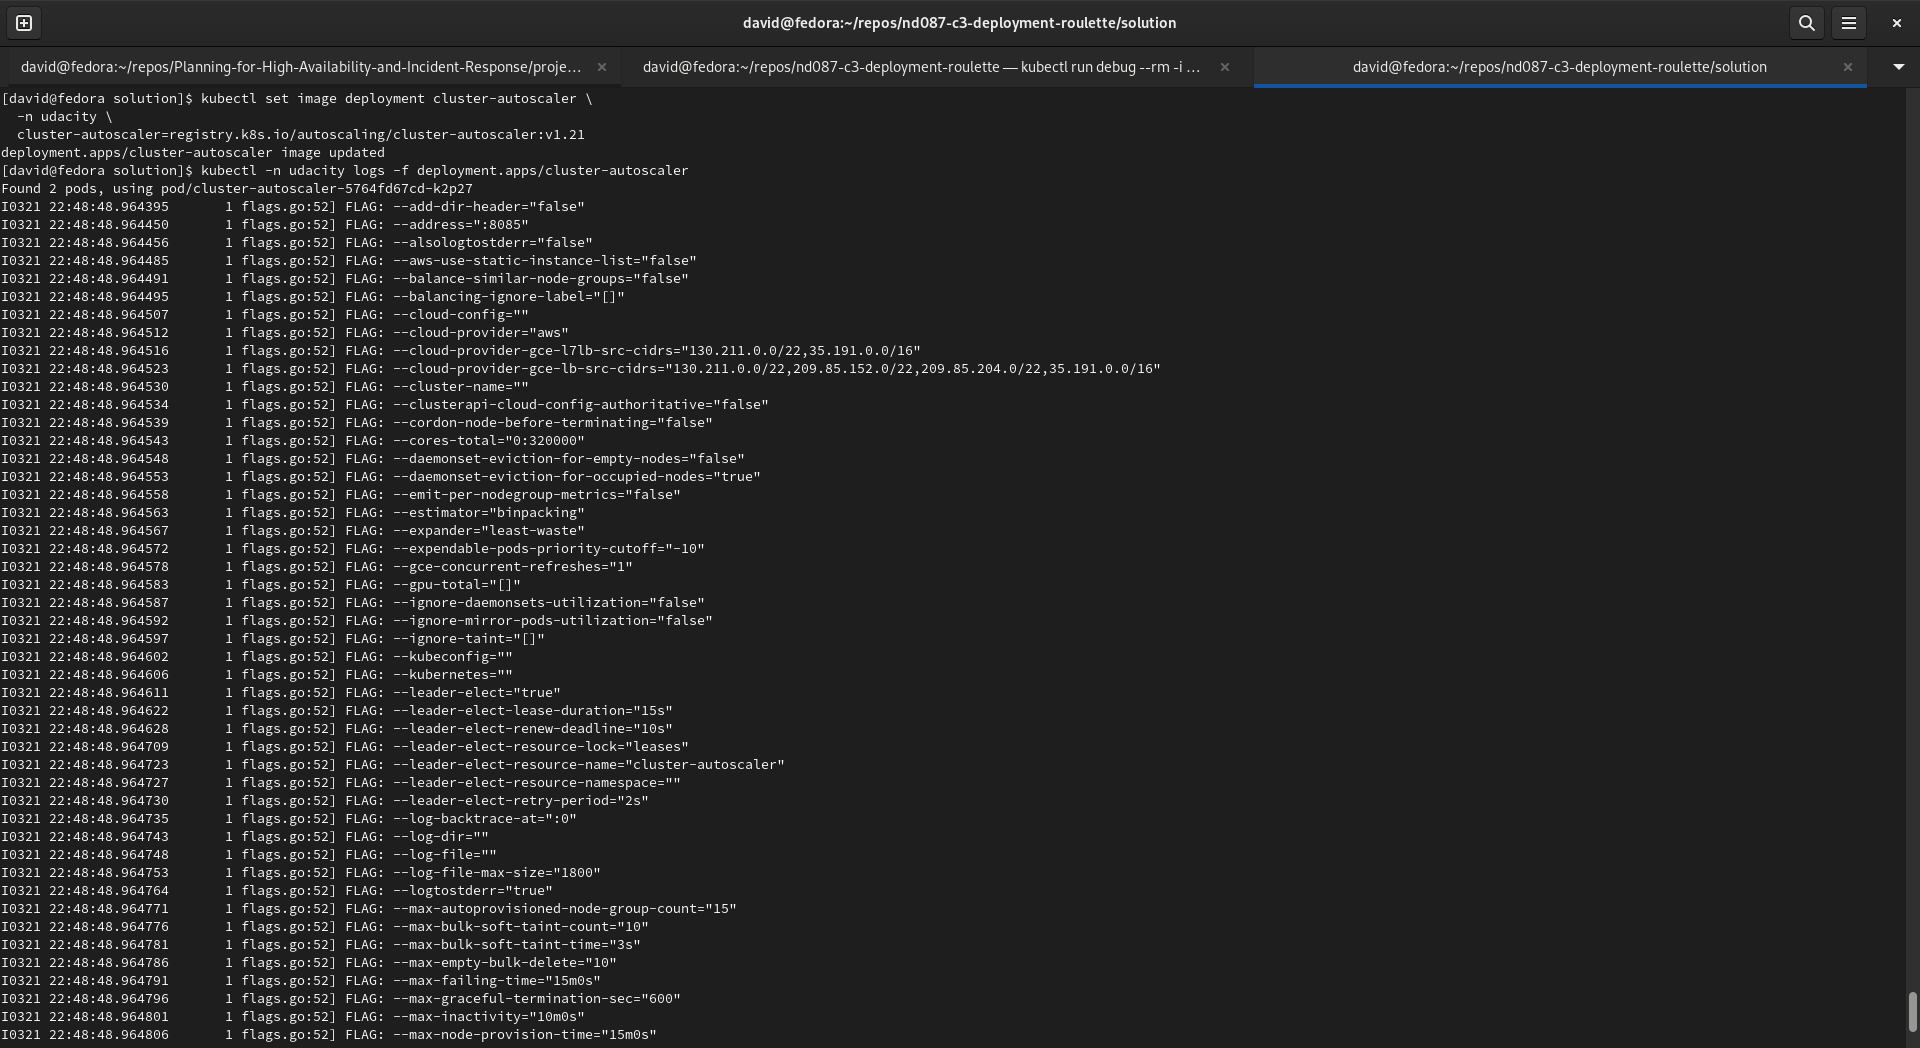 david@fedora:~/repos/nd087-c3-deployment-roulette/solution
david@fedora:~/repos/Planning-for-High-Availability-and-Incident-Response/proje...
david@fedora:~/repos/nd087-c3-deployment-roulette — kubectl run debug --rm -i ...
david@fedora:~/repos/nd087-c3-deployment-roulette/solution
[david@fedora solution]$ kubectl set image deployment cluster-autoscaler \
  -n udacity \
  cluster-autoscaler=registry.k8s.io/autoscaling/cluster-autoscaler:v1.21
deployment.apps/cluster-autoscaler image updated
[david@fedora solution]$ kubectl -n udacity logs -f deployment.apps/cluster-autoscaler
Found 2 pods, using pod/cluster-autoscaler-5764fd67cd-k2p27
I0321 22:48:48.964395       1 flags.go:52] FLAG: --add-dir-header="false"
I0321 22:48:48.964450       1 flags.go:52] FLAG: --address=":8085"
I0321 22:48:48.964456       1 flags.go:52] FLAG: --alsologtostderr="false"
I0321 22:48:48.964485       1 flags.go:52] FLAG: --aws-use-static-instance-list="false"
I0321 22:48:48.964491       1 flags.go:52] FLAG: --balance-similar-node-groups="false"
I0321 22:48:48.964495       1 flags.go:52] FLAG: --balancing-ignore-label="[]"
I0321 22:48:48.964507       1 flags.go:52] FLAG: --cloud-config=""
I0321 22:48:48.964512       1 flags.go:52] FLAG: --cloud-provider="aws"
I0321 22:48:48.964516       1 flags.go:52] FLAG: --cloud-provider-gce-l7lb-src-cidrs="130.211.0.0/22,35.191.0.0/16"
I0321 22:48:48.964523       1 flags.go:52] FLAG: --cloud-provider-gce-lb-src-cidrs="130.211.0.0/22,209.85.152.0/22,209.85.204.0/22,35.191.0.0/16"
I0321 22:48:48.964530       1 flags.go:52] FLAG: --cluster-name=""
I0321 22:48:48.964534       1 flags.go:52] FLAG: --clusterapi-cloud-config-authoritative="false"
I0321 22:48:48.964539       1 flags.go:52] FLAG: --cordon-node-before-terminating="false"
I0321 22:48:48.964543       1 flags.go:52] FLAG: --cores-total="0:320000"
I0321 22:48:48.964548       1 flags.go:52] FLAG: --daemonset-eviction-for-empty-nodes="false"
I0321 22:48:48.964553       1 flags.go:52] FLAG: --daemonset-eviction-for-occupied-nodes="true"
I0321 22:48:48.964558       1 flags.go:52] FLAG: --emit-per-nodegroup-metrics="false"
I0321 22:48:48.964563       1 flags.go:52] FLAG: --estimator="binpacking"
I0321 22:48:48.964567       1 flags.go:52] FLAG: --expander="least-waste"
I0321 22:48:48.964572       1 flags.go:52] FLAG: --expendable-pods-priority-cutoff="-10"
I0321 22:48:48.964578       1 flags.go:52] FLAG: --gce-concurrent-refreshes="1"
I0321 22:48:48.964583       1 flags.go:52] FLAG: --gpu-total="[]"
I0321 22:48:48.964587       1 flags.go:52] FLAG: --ignore-daemonsets-utilization="false"
I0321 22:48:48.964592       1 flags.go:52] FLAG: --ignore-mirror-pods-utilization="false"
I0321 22:48:48.964597       1 flags.go:52] FLAG: --ignore-taint="[]"
I0321 22:48:48.964602       1 flags.go:52] FLAG: --kubeconfig=""
I0321 22:48:48.964606       1 flags.go:52] FLAG: --kubernetes=""
I0321 22:48:48.964611       1 flags.go:52] FLAG: --leader-elect="true"
I0321 22:48:48.964622       1 flags.go:52] FLAG: --leader-elect-lease-duration="15s"
I0321 22:48:48.964628       1 flags.go:52] FLAG: --leader-elect-renew-deadline="10s"
I0321 22:48:48.964709       1 flags.go:52] FLAG: --leader-elect-resource-lock="leases"
I0321 22:48:48.964723       1 flags.go:52] FLAG: --leader-elect-resource-name="cluster-autoscaler"
I0321 22:48:48.964727       1 flags.go:52] FLAG: --leader-elect-resource-namespace=""
I0321 22:48:48.964730       1 flags.go:52] FLAG: --leader-elect-retry-period="2s"
I0321 22:48:48.964735       1 flags.go:52] FLAG: --log-backtrace-at=":0"
I0321 22:48:48.964743       1 flags.go:52] FLAG: --log-dir=""
I0321 22:48:48.964748       1 flags.go:52] FLAG: --log-file=""
I0321 22:48:48.964753       1 flags.go:52] FLAG: --log-file-max-size="1800"
I0321 22:48:48.964764       1 flags.go:52] FLAG: --logtostderr="true"
I0321 22:48:48.964771       1 flags.go:52] FLAG: --max-autoprovisioned-node-group-count="15"
I0321 22:48:48.964776       1 flags.go:52] FLAG: --max-bulk-soft-taint-count="10"
I0321 22:48:48.964781       1 flags.go:52] FLAG: --max-bulk-soft-taint-time="3s"
I0321 22:48:48.964786       1 flags.go:52] FLAG: --max-empty-bulk-delete="10"
I0321 22:48:48.964791       1 flags.go:52] FLAG: --max-failing-time="15m0s"
I0321 22:48:48.964796       1 flags.go:52] FLAG: --max-graceful-termination-sec="600"
I0321 22:48:48.964801       1 flags.go:52] FLAG: --max-inactivity="10m0s"
I0321 22:48:48.964806       1 flags.go:52] FLAG: --max-node-provision-time="15m0s"